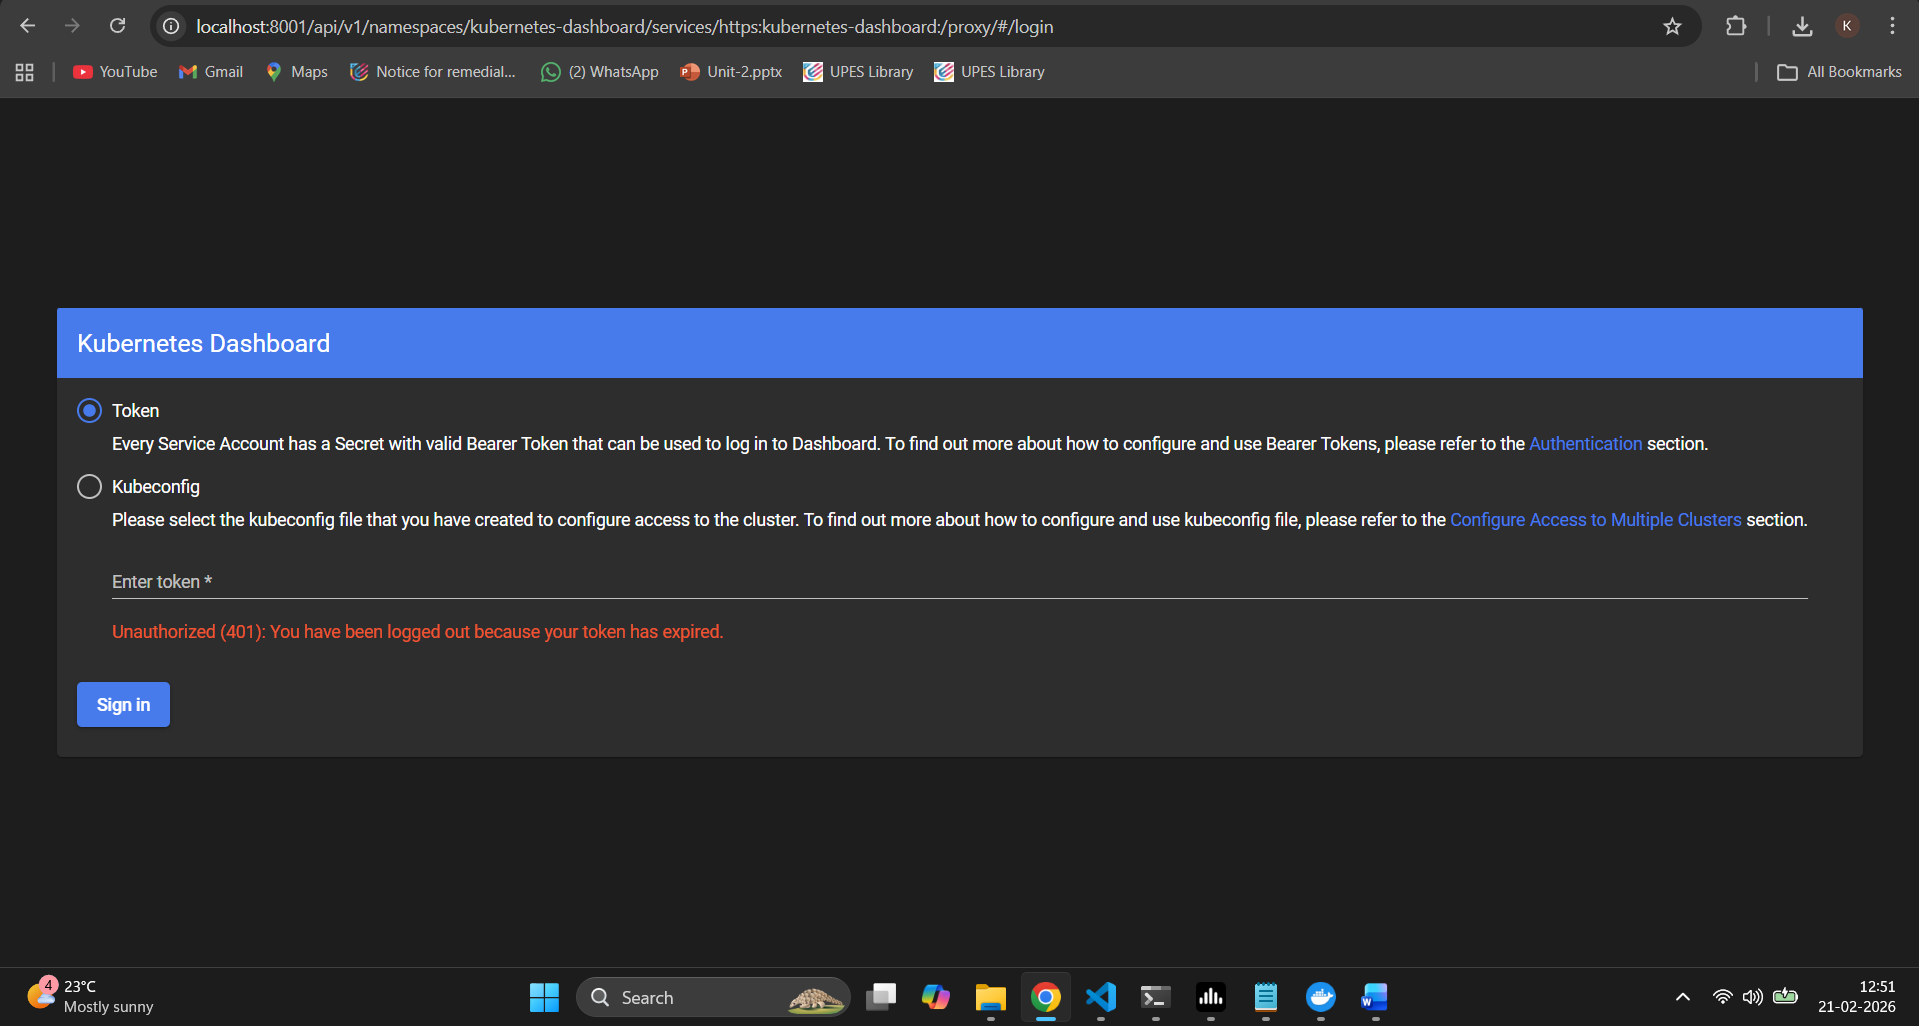 localhost:8001/api/v1/namespaces/kubernetes-dashboard/services/https:kubernetes-dashboard:/proxy/#/login
K
YouTube
Gmail
Maps
Notice for remedial...
(2) WhatsApp
P
Unit-2.pptx
UPES Library
UPES Library
All Bookmarks
Kubernetes Dashboard
Token
Every Service Account has a Secret with valid Bearer Token that can be used to log in to Dashboard. To find out more about how to configure and use Bearer Tokens, please refer to the Authentication section.
Kubeconfig
Please select the kubeconfig file that you have created to configure access to the cluster. To find out more about how to configure and use kubeconfig file, please refer to the Configure Access to Multiple Clusters section.
Enter token *
Unauthorized (401): You have been logged out because your token has expired.
Sign in
4
23°C
Mostly sunny
Search
W
12:51
21-02-2026